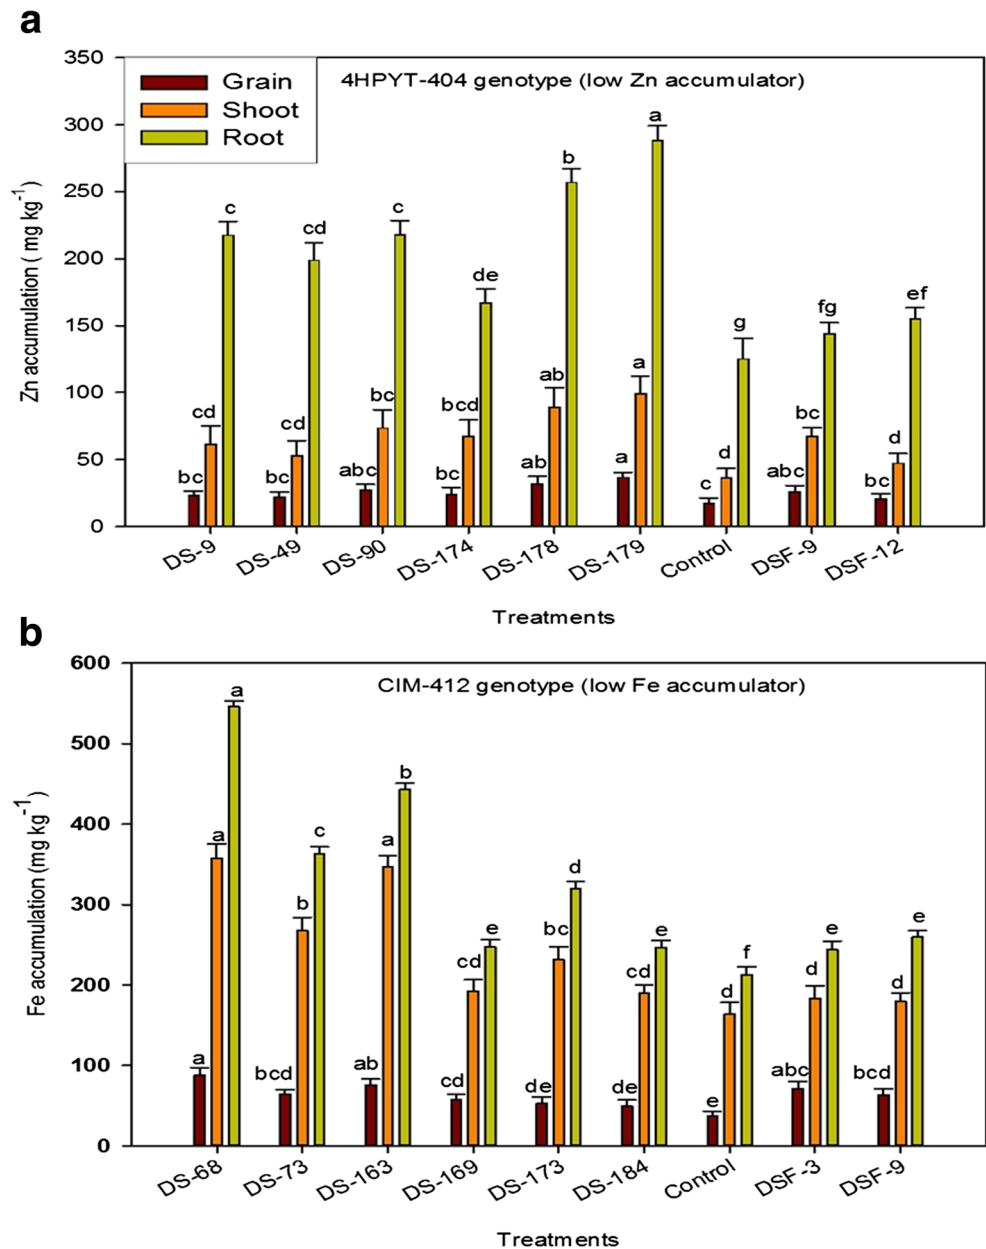 a
350
300
250
200
150
100
50
0
Zn accumulation ( mg kg-1)
4HPYT-404 genotype (low Zn accumulator)
Grain
Shoot
Root
bc cd c
bc cd cd
abc bc c
bc bcd de
ab ab b
a a a
c d g
abc bc fg
bc d ef
DS-9 DS-49 DS-90 DS-174 DS-178 DS-179 Control DSF-9 DSF-12
Treatments
b
600
500
400
300
200
100
0
Fe accumulation (mg kg-1)
CIM-412 genotype (low Fe accumulator)
a a a
bcd b c
ab a b
cd cd e
de bc d
de cd e
e d f
abc d e
bcd d e
DS-68 DS-73 DS-163 DS-169 DS-173 DS-184 Control DSF-3 DSF-9
Treatments